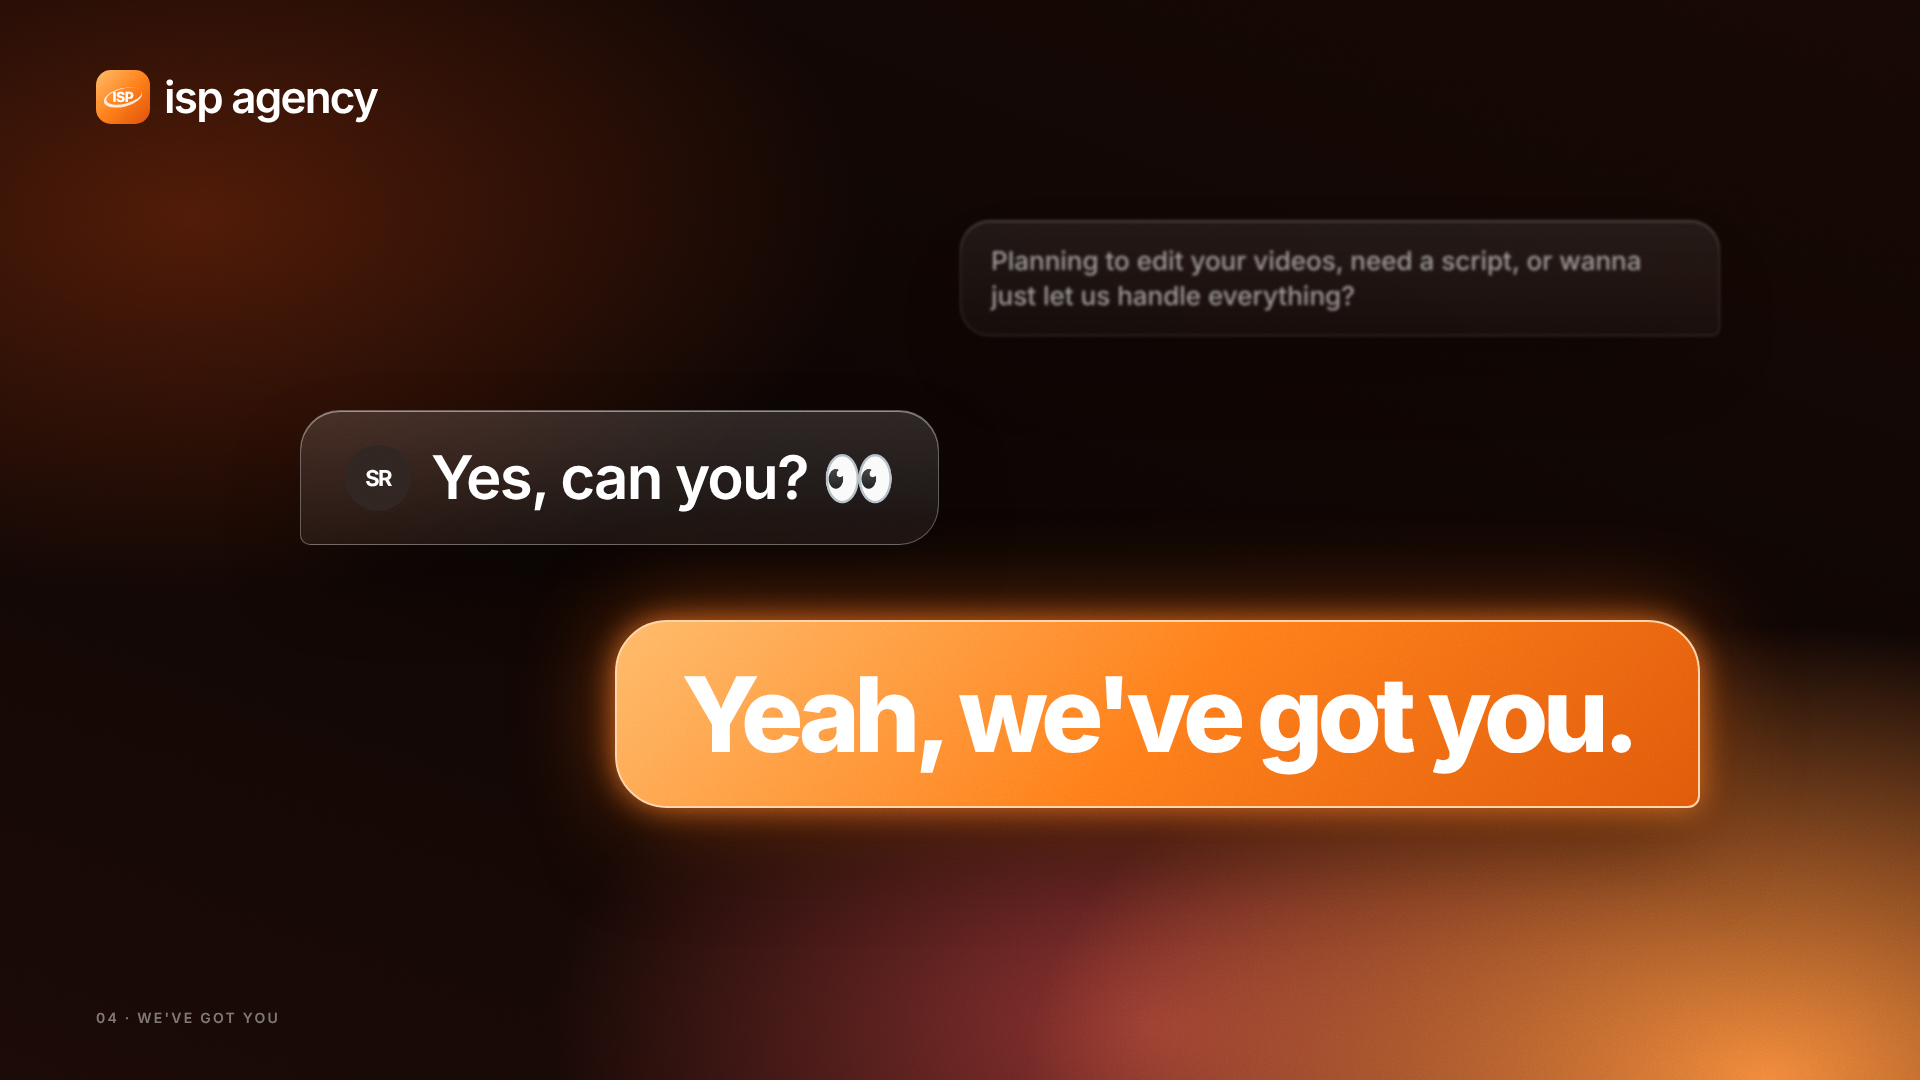 ISP
isp agency
Planning to edit your videos, need a script, or wanna
just let us handle everything?
SR
Yes, can you? 👀
Yeah, we've got you.
04 · WE'VE GOT YOU